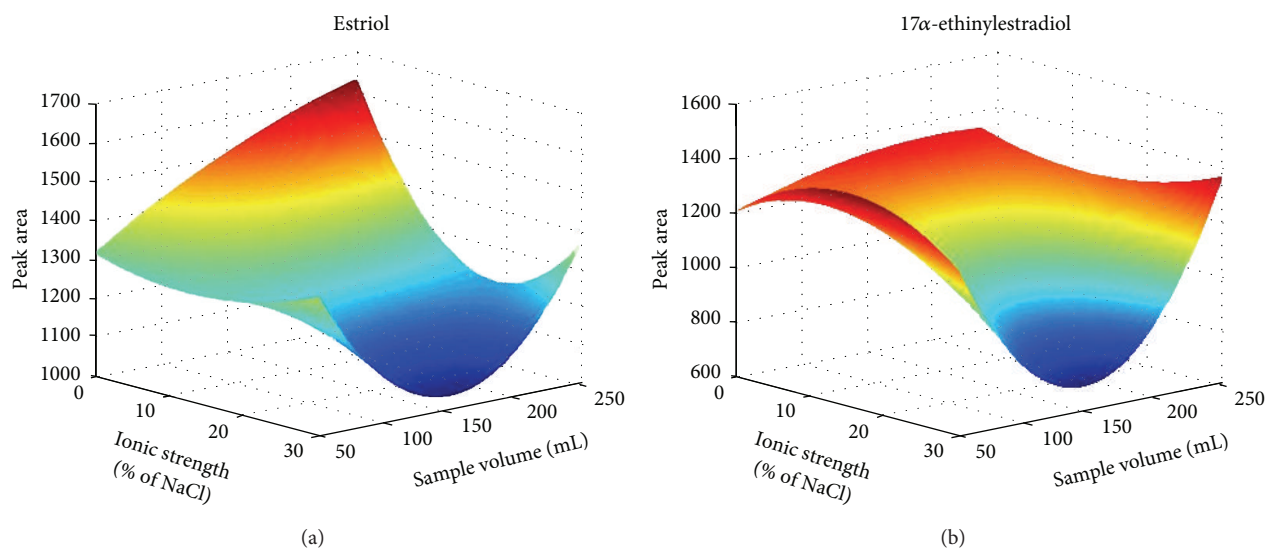 Estriol
1700
1600
1500
1400
1300
1200
1100
1000
Peak area
0
10
20
30
Ionic strength
(% of NaCl)
50
100
150
200
250
Sample volume (mL)
(a)
17α-ethinylestradiol
1600
1400
1200
1000
800
600
Peak area
0
10
20
30
Ionic strength
(% of NaCl)
50
100
150
200
250
Sample volume (mL)
(b)